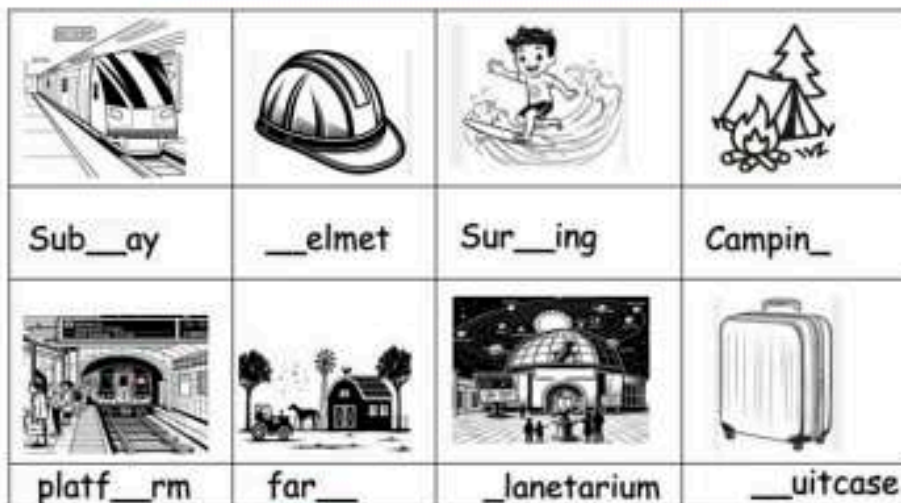 Sub__ay
__elmet
Sur__ing
Campin_
platf__rm
far__
_lanetarium
__uitcase